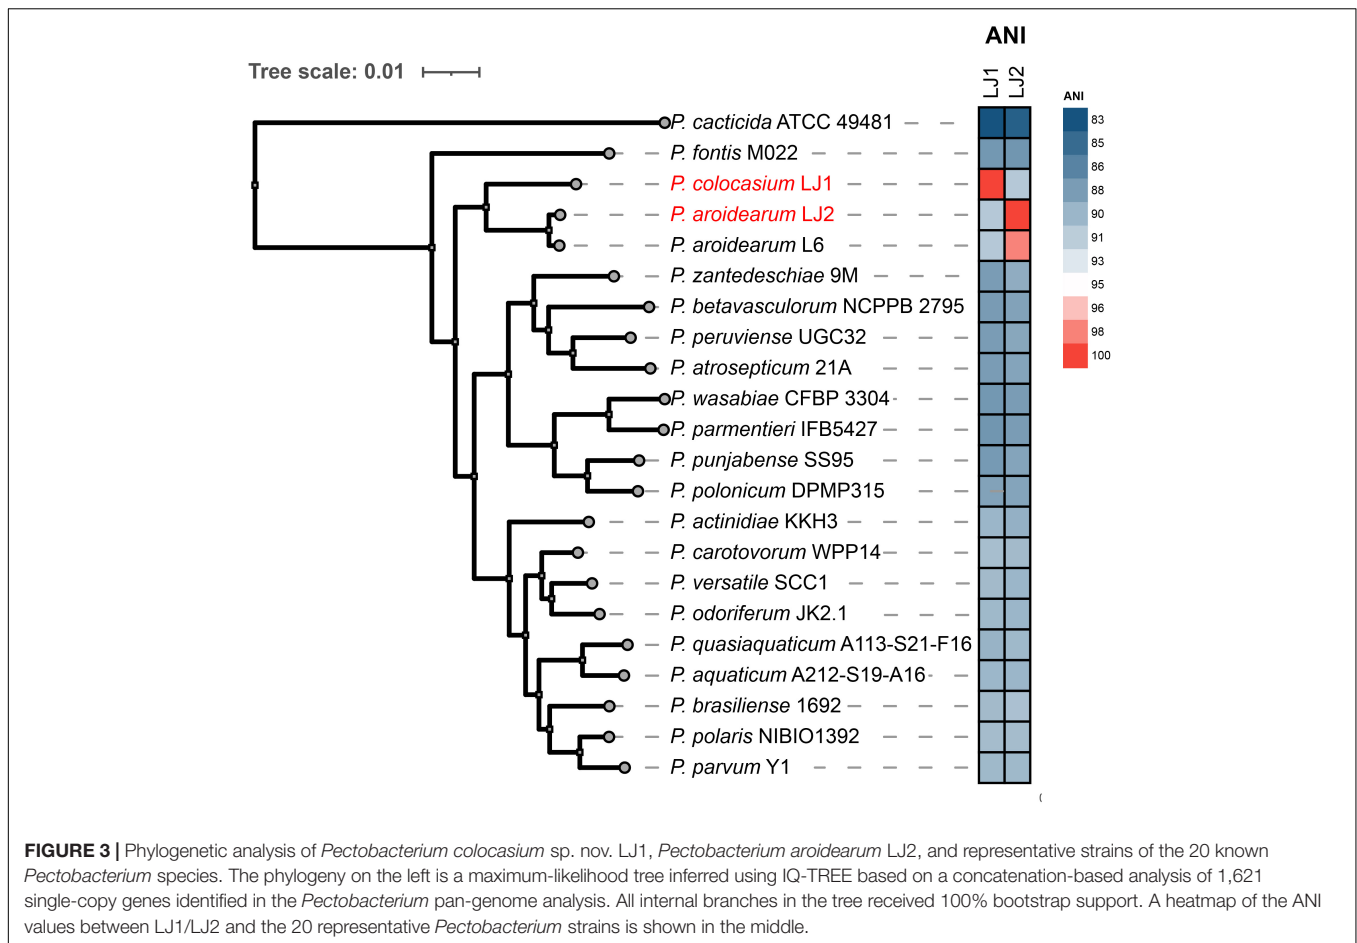 ANI
Tree scale: 0.01
LJ1
LJ2
ANI
P. cacticida ATCC 49481
P. fontis M022
P. colocasium LJ1
P. aroidearum LJ2
P. aroidearum L6
P. zantedeschiae 9M
P. betavasculorum NCPPB 2795
P. peruviense UGC32
P. atrosepticum 21A
P. wasabiae CFBP 3304
P. parmentieri IFB5427
P. punjabense SS95
P. polonicum DPMP315
P. actinidiae KKH3
P. carotovorum WPP14
P. versatile SCC1
P. odoriferum JK2.1
P. quasiaquaticum A113-S21-F16
P. aquaticum A212-S19-A16
P. brasiliense 1692
P. polaris NIBIO1392
P. parvum Y1
83
85
86
88
90
91
93
95
96
98
100
FIGURE 3 | Phylogenetic analysis of Pectobacterium colocasium sp. nov. LJ1, Pectobacterium aroidearum LJ2, and representative strains of the 20 known
Pectobacterium species. The phylogeny on the left is a maximum-likelihood tree inferred using IQ-TREE based on a concatenation-based analysis of 1,621
single-copy genes identified in the Pectobacterium pan-genome analysis. All internal branches in the tree received 100% bootstrap support. A heatmap of the ANI
values between LJ1/LJ2 and the 20 representative Pectobacterium strains is shown in the middle.